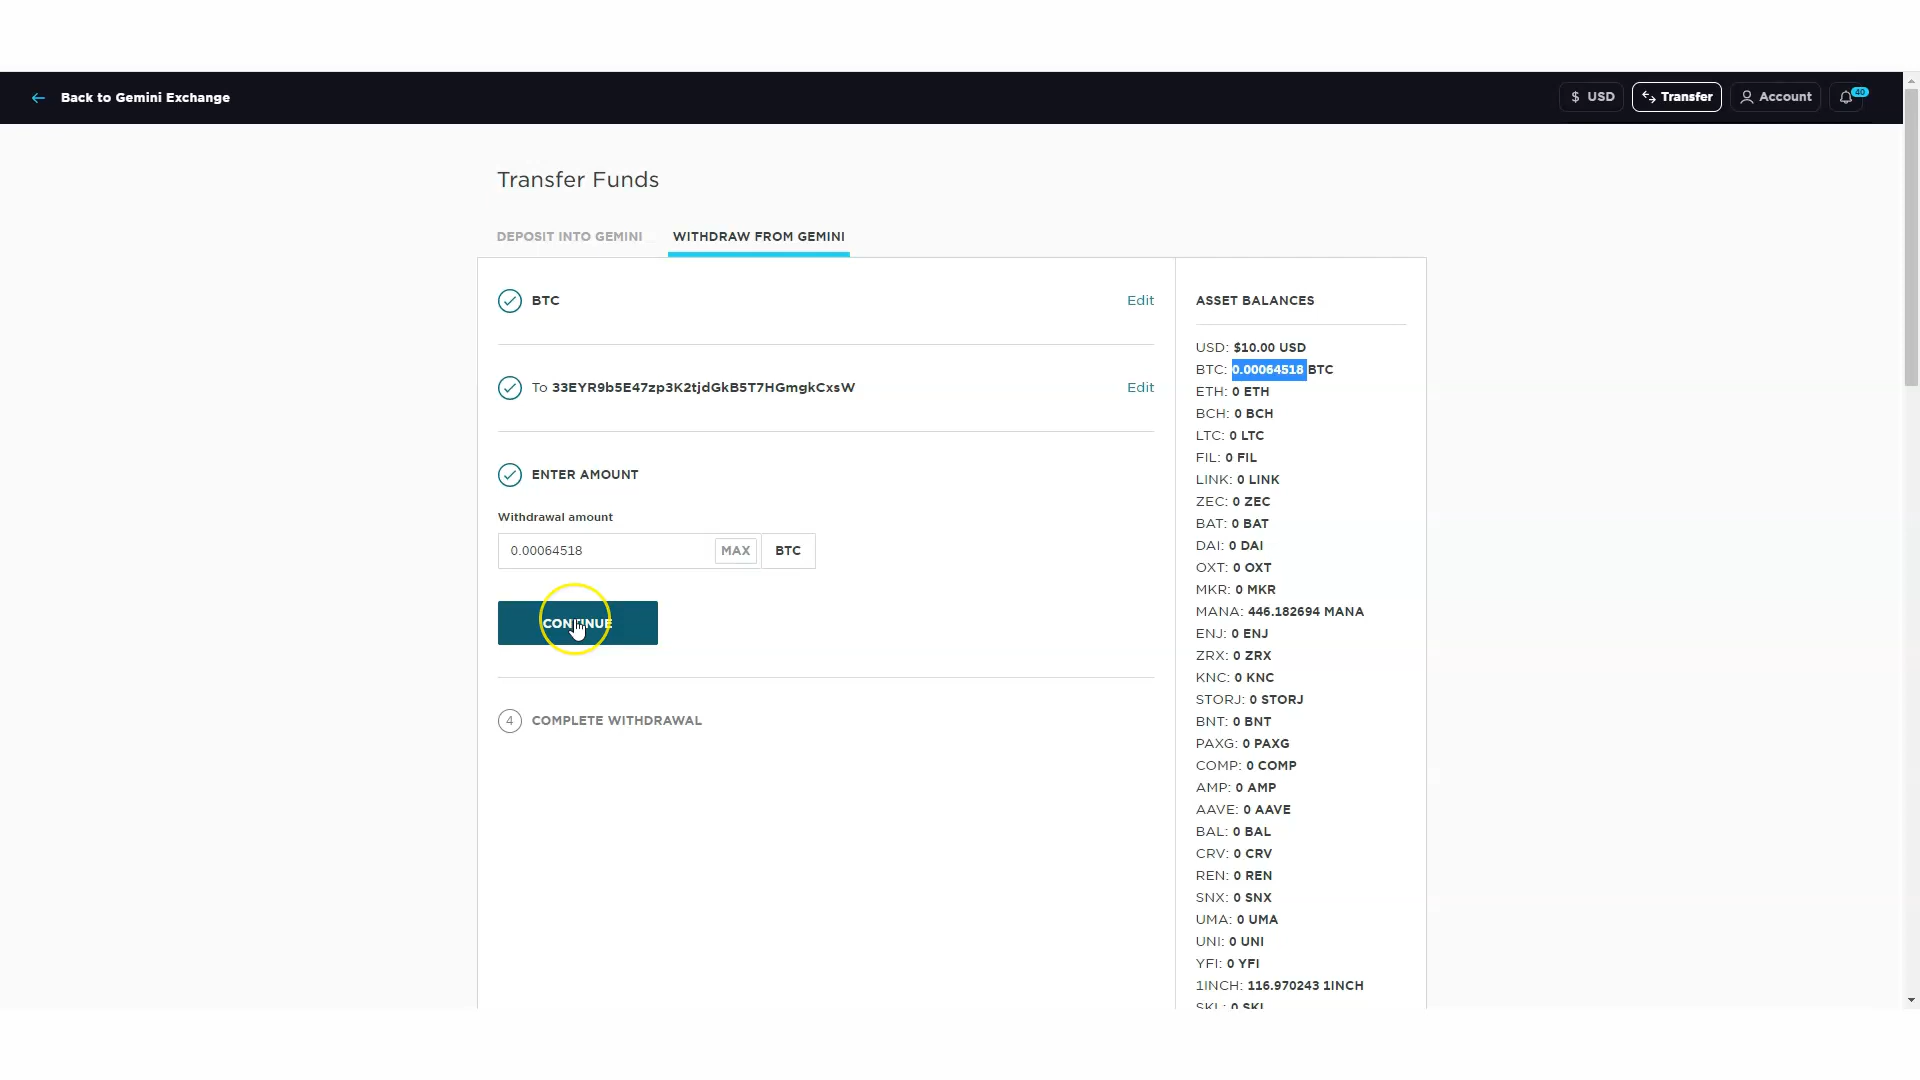 Back to Gemini Exchange
$ USD
Transfer
Account
40
Transfer Funds
DEPOSIT INTO GEMINI
WITHDRAW FROM GEMINI
BTC
Edit
To 33EYR9b5E47zp3K2tjdGkB5T7HGmgkCxsW
Edit
ENTER AMOUNT
Withdrawal amount
0.00064518
MAX
BTC
CONTINUE
4
COMPLETE WITHDRAWAL
ASSET BALANCES
USD: $10.00 USD
BTC: 0.00064518 BTC
ETH: 0 ETH
BCH: 0 BCH
LTC: 0 LTC
FIL: 0 FIL
LINK: 0 LINK
ZEC: 0 ZEC
BAT: 0 BAT
DAI: 0 DAI
OXT: 0 OXT
MKR: 0 MKR
MANA: 446.182694 MANA
ENJ: 0 ENJ
ZRX: 0 ZRX
KNC: 0 KNC
STORJ: 0 STORJ
BNT: 0 BNT
PAXG: 0 PAXG
COMP: 0 COMP
AMP: 0 AMP
AAVE: 0 AAVE
BAL: 0 BAL
CRV: 0 CRV
REN: 0 REN
SNX: 0 SNX
UMA: 0 UMA
UNI: 0 UNI
YFI: 0 YFI
1INCH: 116.970243 1INCH
SKL: 0 SKL